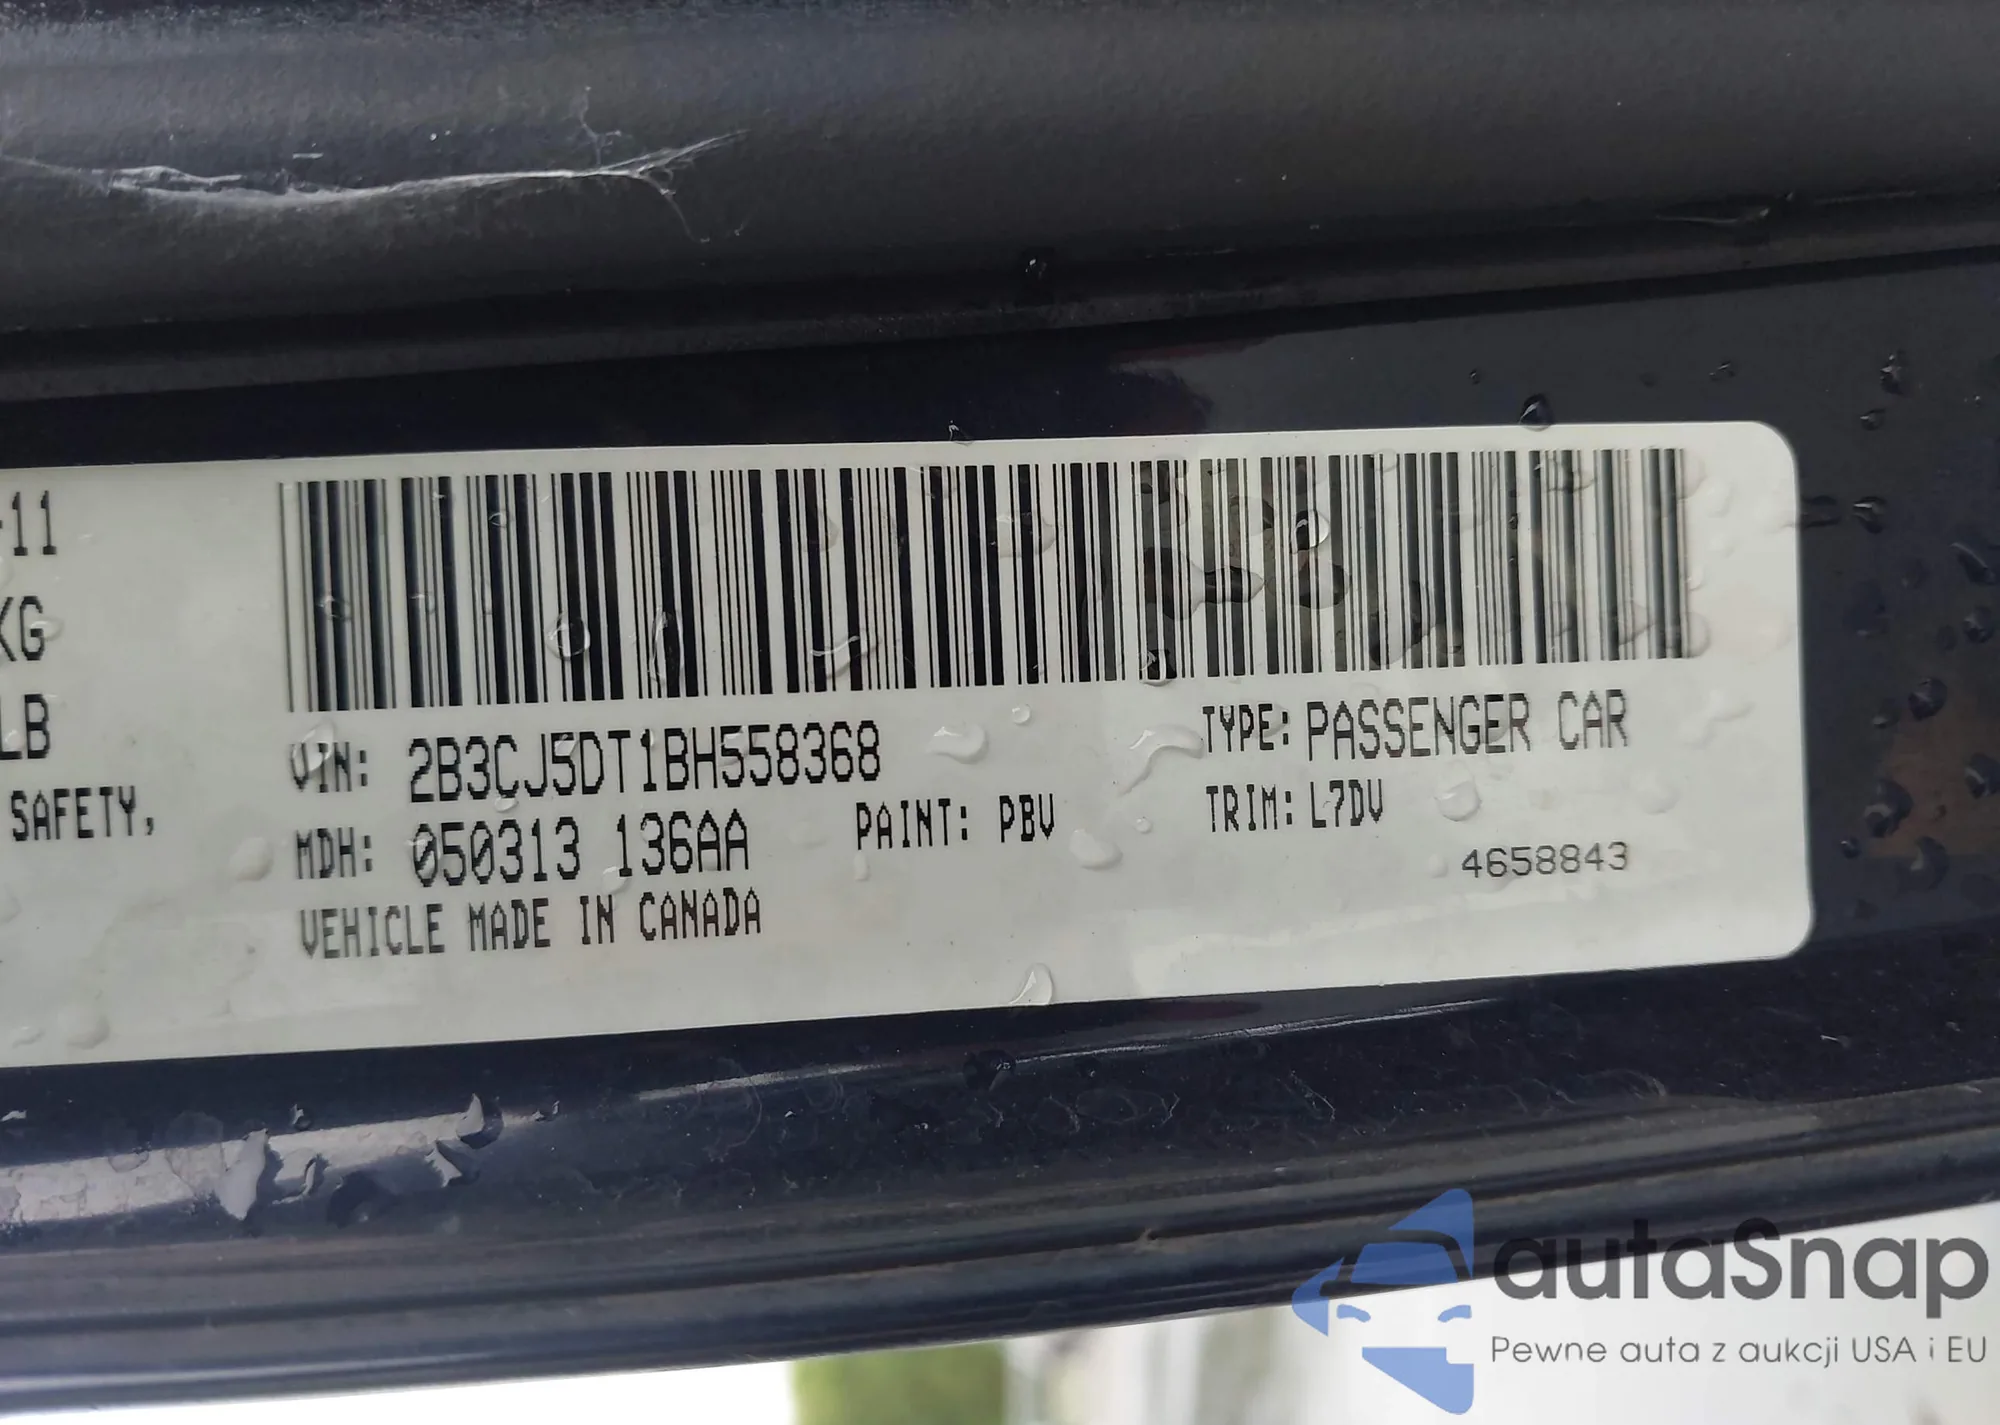 -11
KG
LB
SAFETY,
VIN: 2B3CJ5DT1BH558368
TYPE: PASSENGER CAR
MDH: 050313 136AA
PAINT: PBV
TRIM: L7DV
4658843
VEHICLE MADE IN CANADA
autaSnap
Pewne auta z aukcji USA i EU